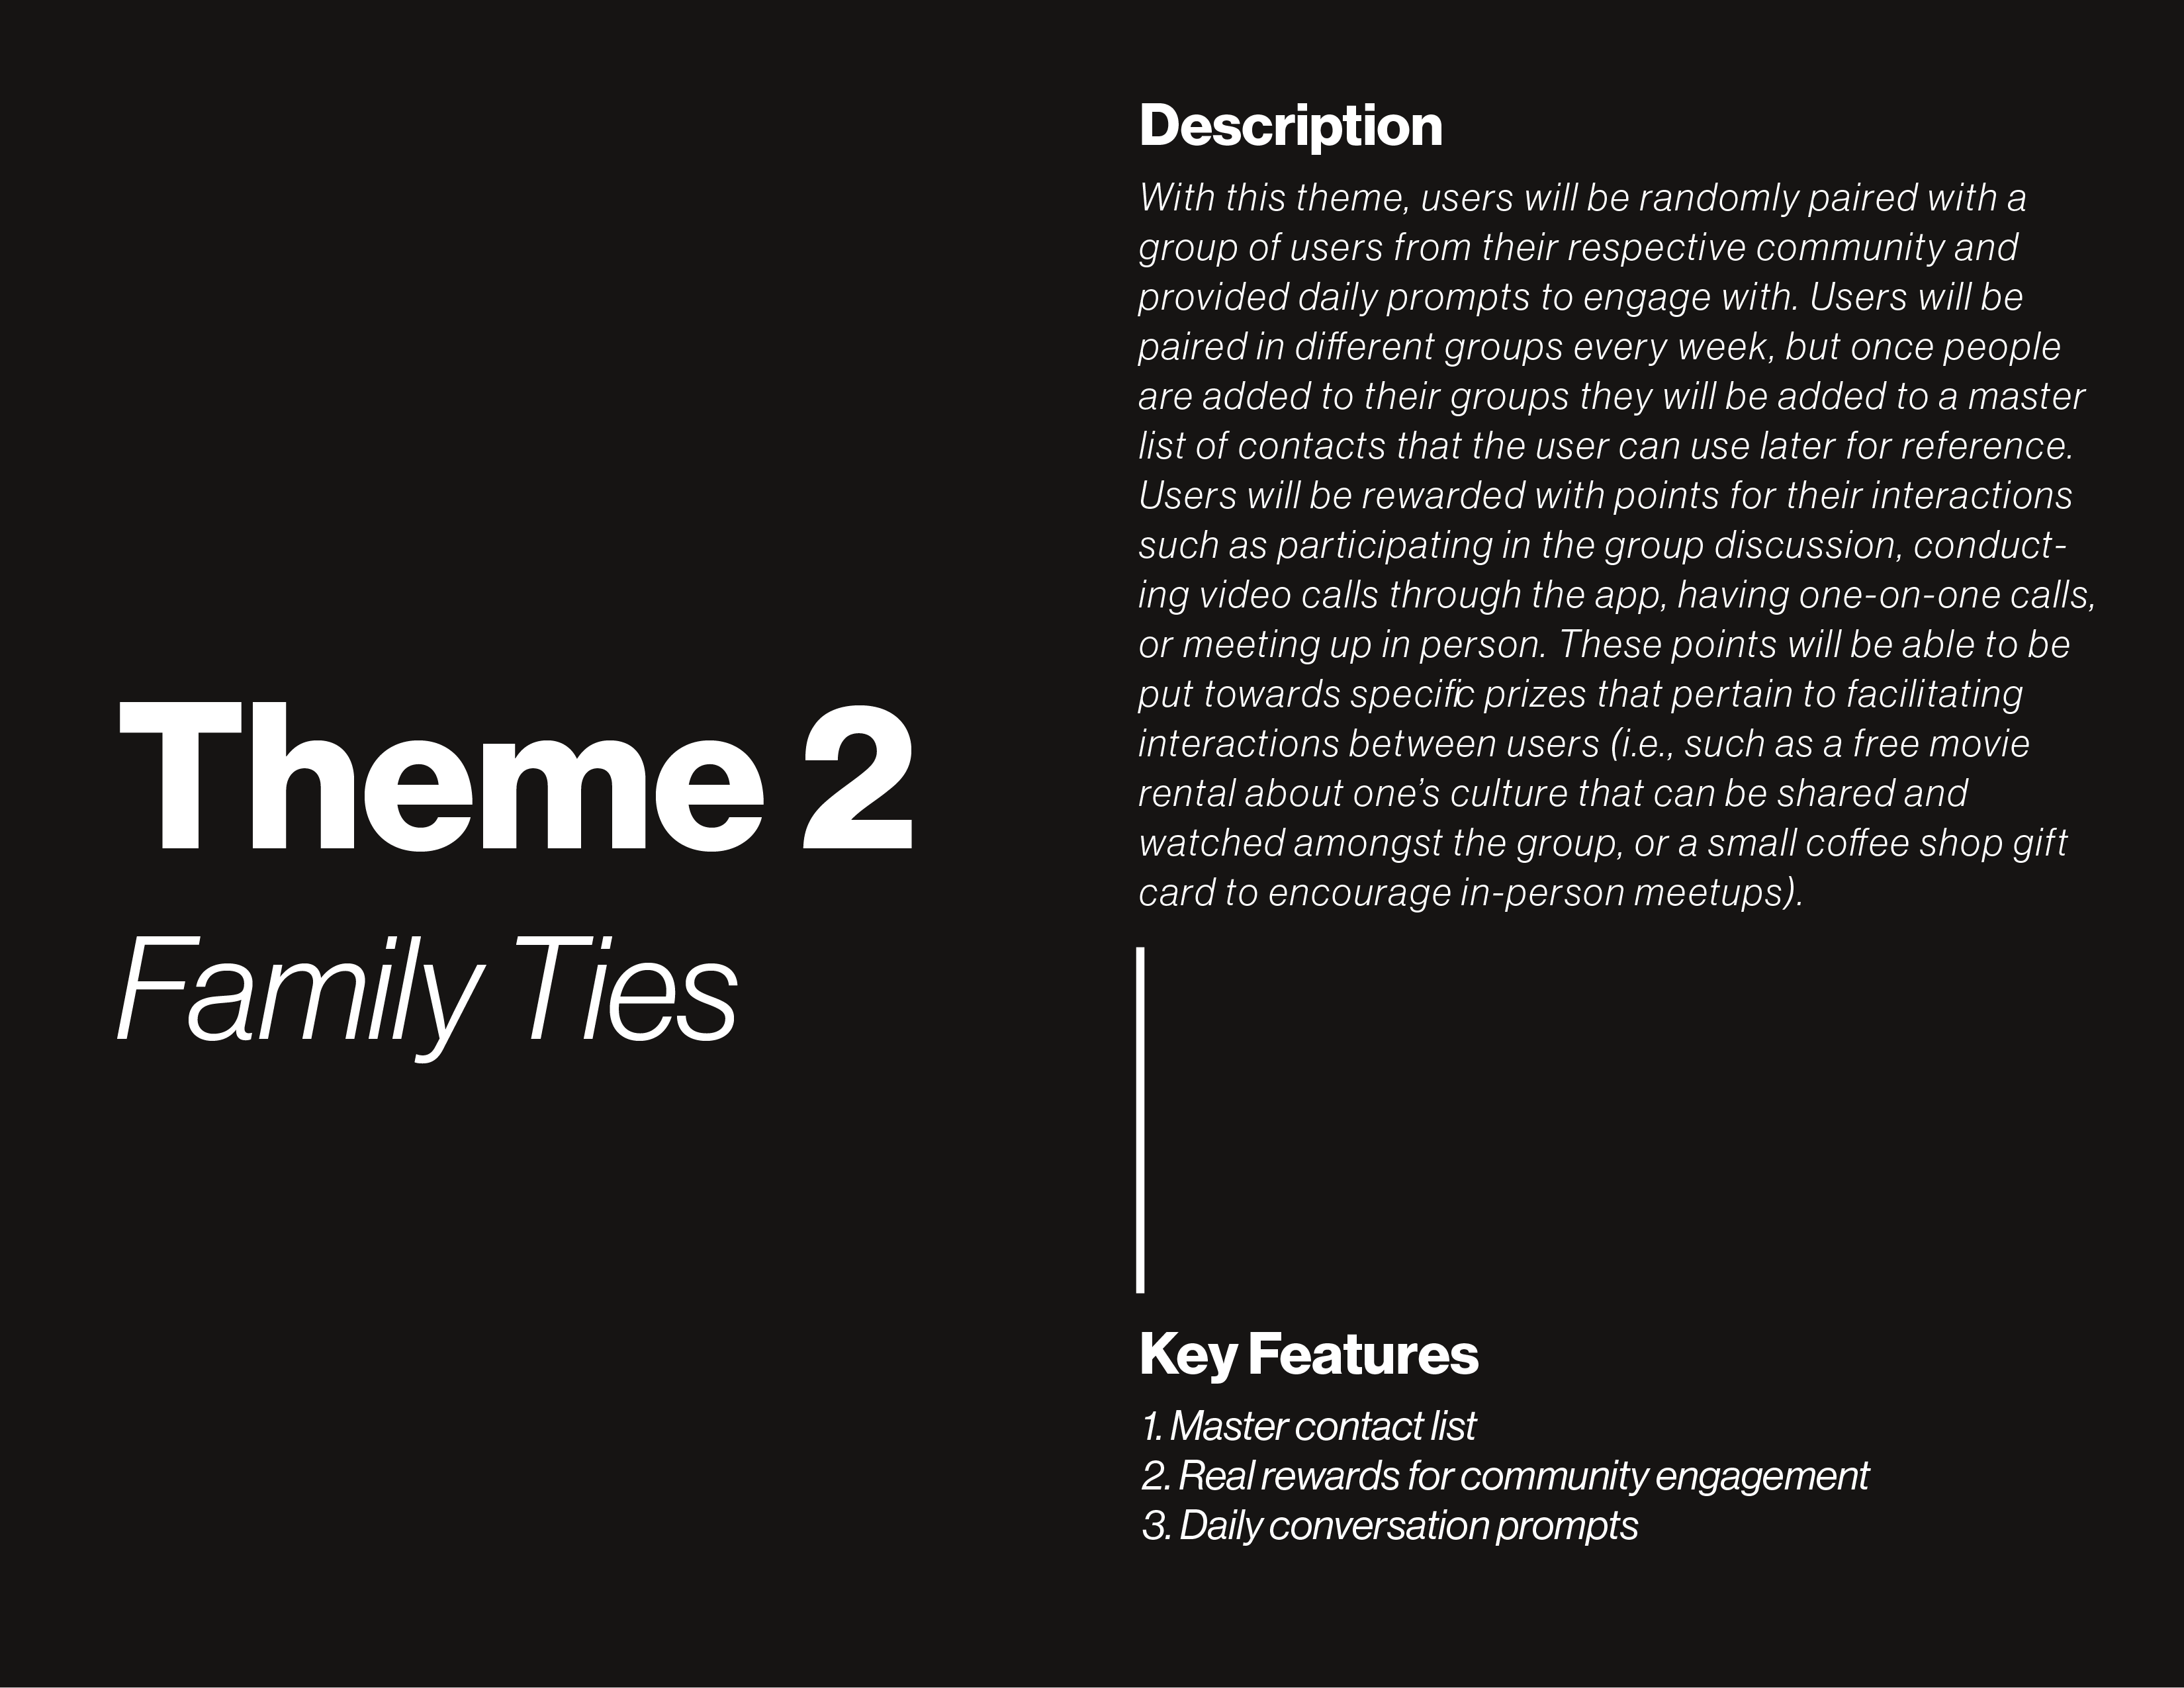 Theme 2
Family Ties
Description
With this theme, users will be randomly paired with a
group of users from their respective community and
provided daily prompts to engage with. Users will be
paired in different groups every week, but once people
are added to their groups they will be added to a master
list of contacts that the user can use later for reference.
Users will be rewarded with points for their interactions
such as participating in the group discussion, conduct-
ing video calls through the app, having one-on-one calls,
or meeting up in person. These points will be able to be
put towards specific prizes that pertain to facilitating
interactions between users (i.e., such as a free movie
rental about one’s culture that can be shared and
watched amongst the group, or a small coffee shop gift
card to encourage in-person meetups).
Key Features
1. Master contact list
2. Real rewards for community engagement
3. Daily conversation prompts